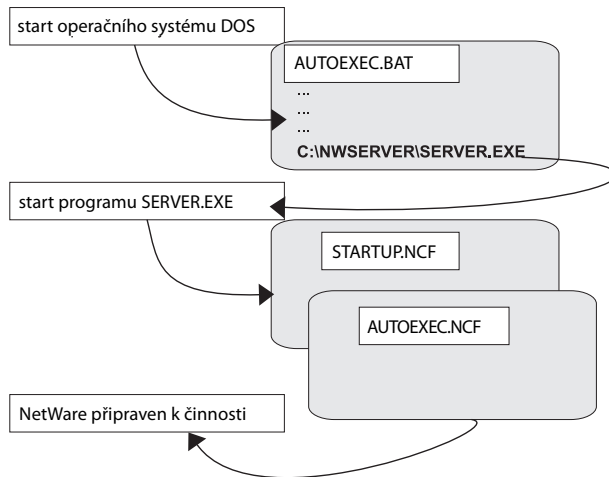 start operačního systému DOS
AUTOEXEC.BAT
...
...
...
C:\NWSERVER\SERVER.EXE
start programu SERVER.EXE
STARTUP.NCF
AUTOEXEC.NCF
NetWare připraven k činnosti